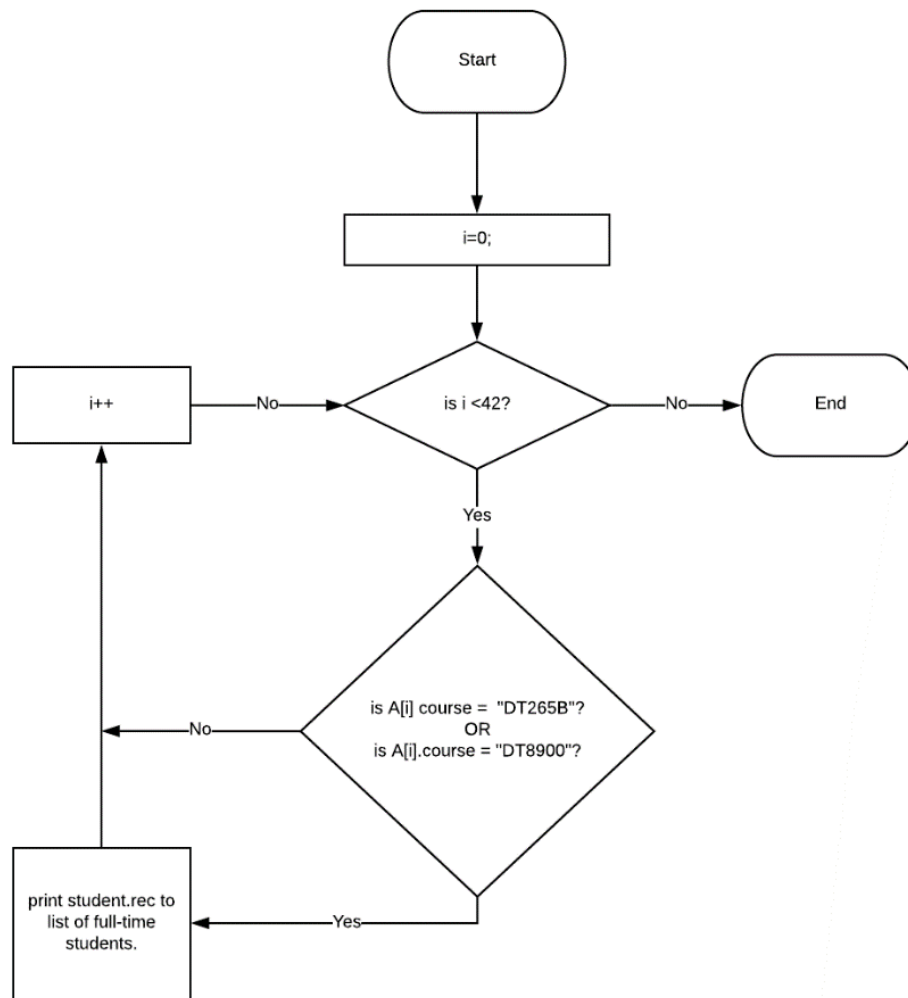 Start
i=0;
i++
No
is i <42?
No
End
Yes
is A[i] course =  "DT265B"?
OR
is A[i].course = "DT8900"?
No
print student.rec to
list of full-time
students.
Yes